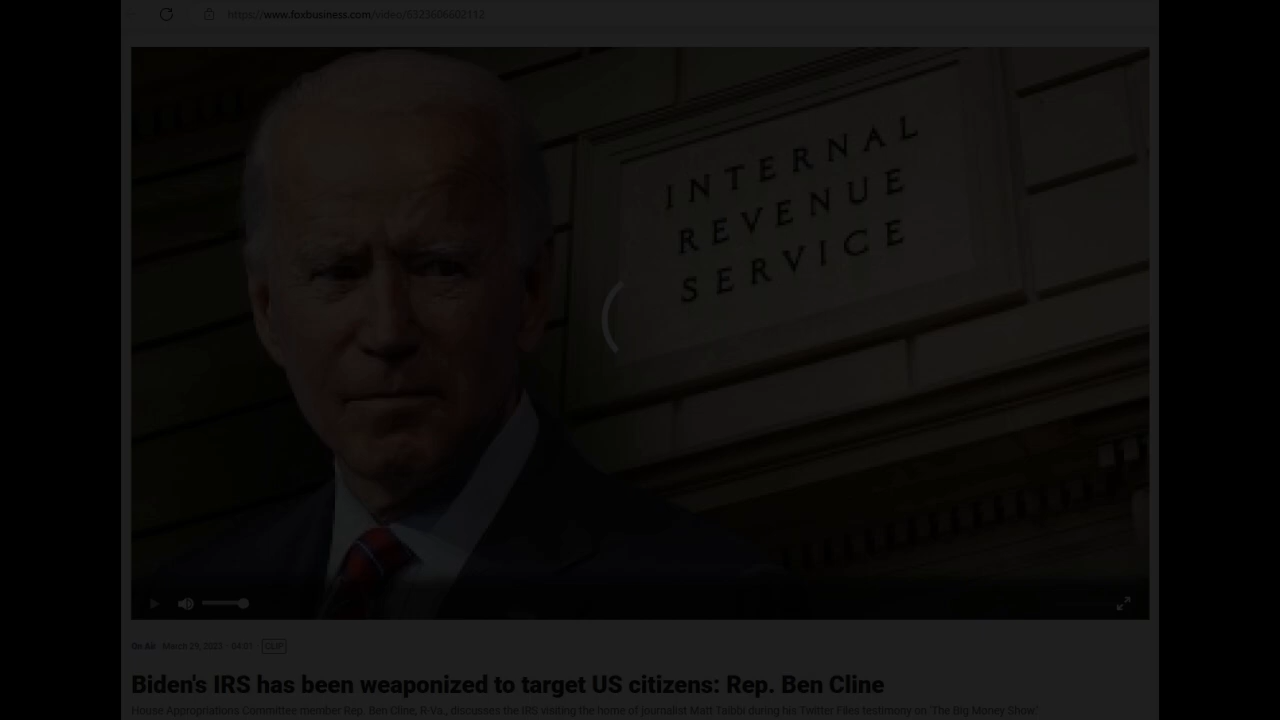 https://www.foxbusiness.com/video/6323686602112
INTERNAL
REVENUE
SERVICE
On Air March 29, 2023 - 04:01 CLIP
Biden's IRS has been weaponized to target US citizens: Rep. Ben Cline
House Appropriations Committee member Rep. Ben Cline, R-Va., discusses the IRS visiting the home of journalist Matt Taibbi during his Twitter Files testimony on 'The Big Money Show.'